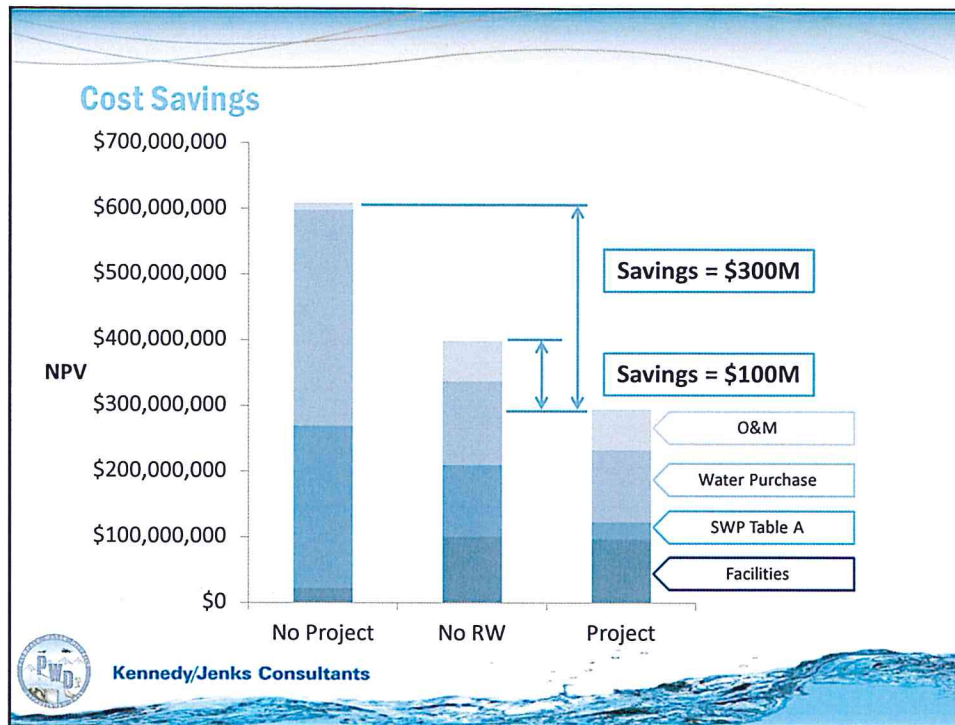 Cost Savings
$700,000,000
$600,000,000
$500,000,000
$400,000,000
NPV
$300,000,000
$200,000,000
$100,000,000
$0
Savings = $300M
Savings = $100M
O&M
Water Purchase
SWP Table A
Facilities
No Project
No RW
Project
PWD
Kennedy/Jenks Consultants